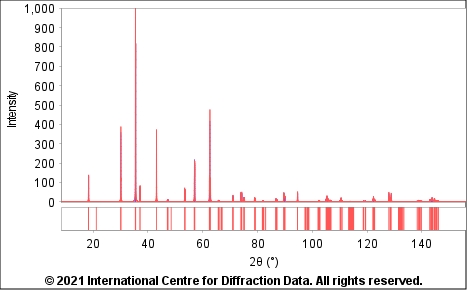 1,000
900
800
700
600
500
400
300
200
100
0
Intensity
20 40 60 80 100 120 140
2θ (°)
© 2021 International Centre for Diffraction Data. All rights reserved.